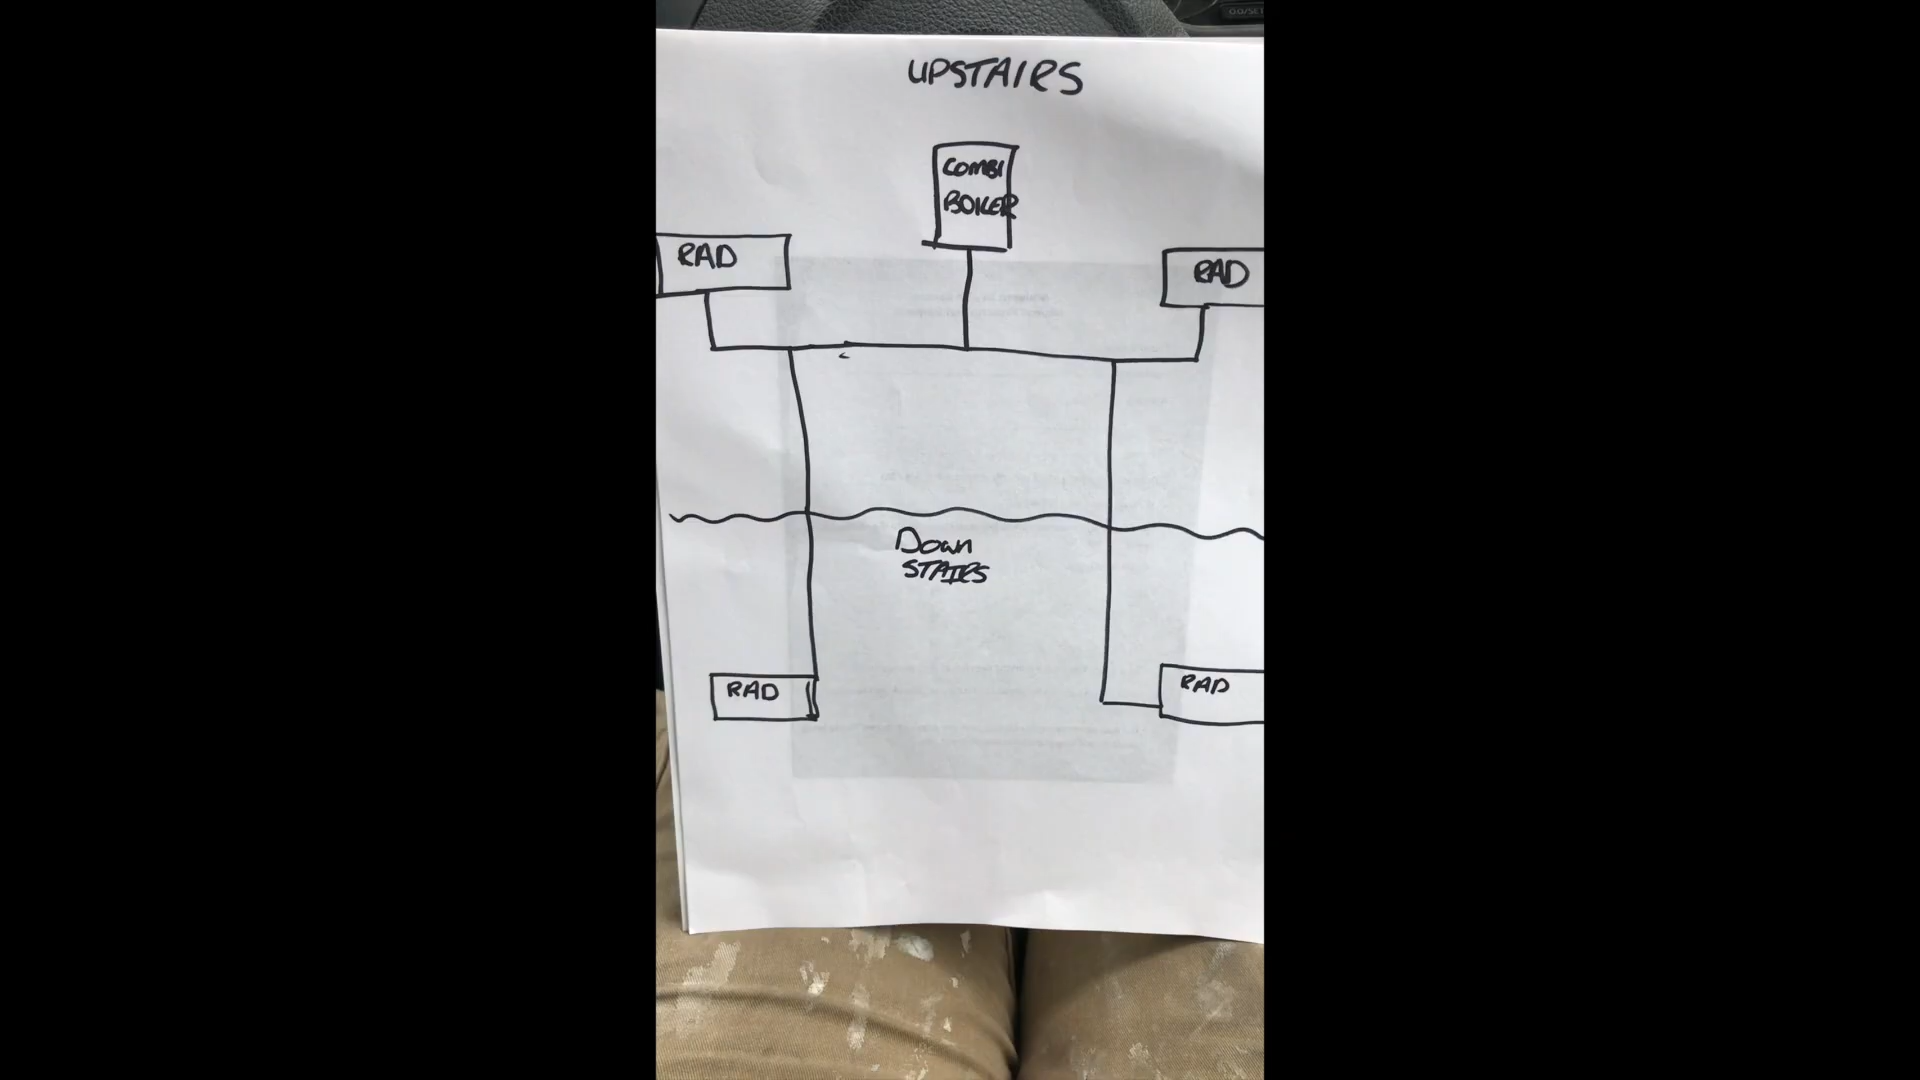 UPSTAIRS
COMBI
BOILER
RAD
RAD
Down
STAIRS
RAD
RAD